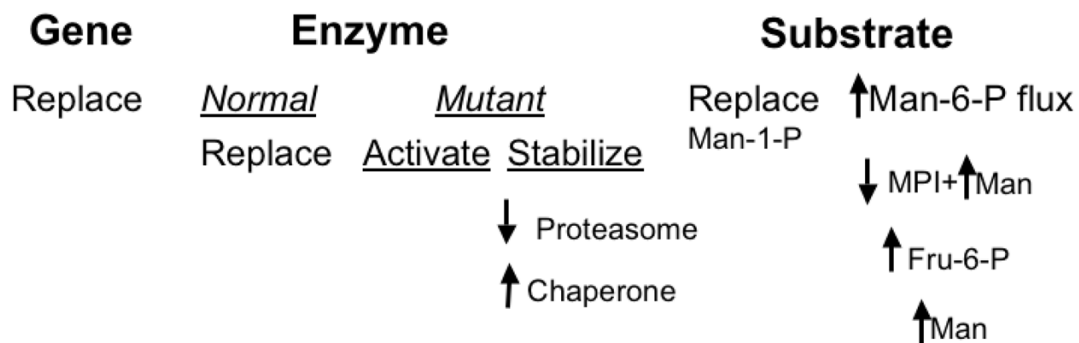 Gene Enzyme Substrate
Replace Normal Mutant Replace ↑Man-6-P flux
Man-1-P
Replace Activate Stabilize
↓ MPI+↑Man
↓ Proteasome
↑ Fru-6-P
↑ Chaperone
↑Man